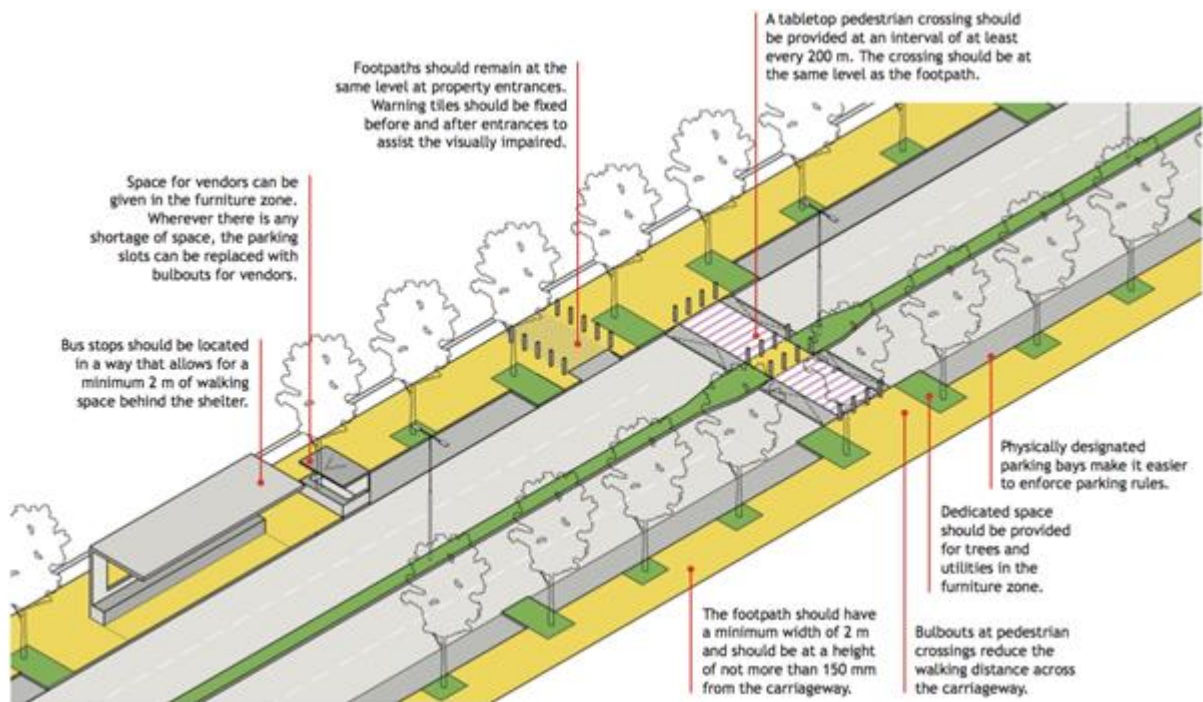 A tabletop pedestrian crossing should
be provided at an interval of at least
every 200 m. The crossing should be at
the same level as the footpath.
Footpaths should remain at the
same level at property entrances.
Warning tiles should be fixed
before and after entrances to
assist the visually impaired.
Space for vendors can be
given in the furniture zone.
Wherever there is any
shortage of space, the parking
slots can be replaced with
bulbouts for vendors.
Bus stops should be located
in a way that allows for a
minimum 2 m of walking
space behind the shelter.
Physically designated
parking bays make it easier
to enforce parking rules.
Dedicated space
should be provided
for trees and
utilities in the
furniture zone.
The footpath should have
a minimum width of 2 m
and should be at a height
of not more than 150 mm
from the carriageway.
Bulbouts at pedestrian
crossings reduce the
walking distance across
the carriageway.